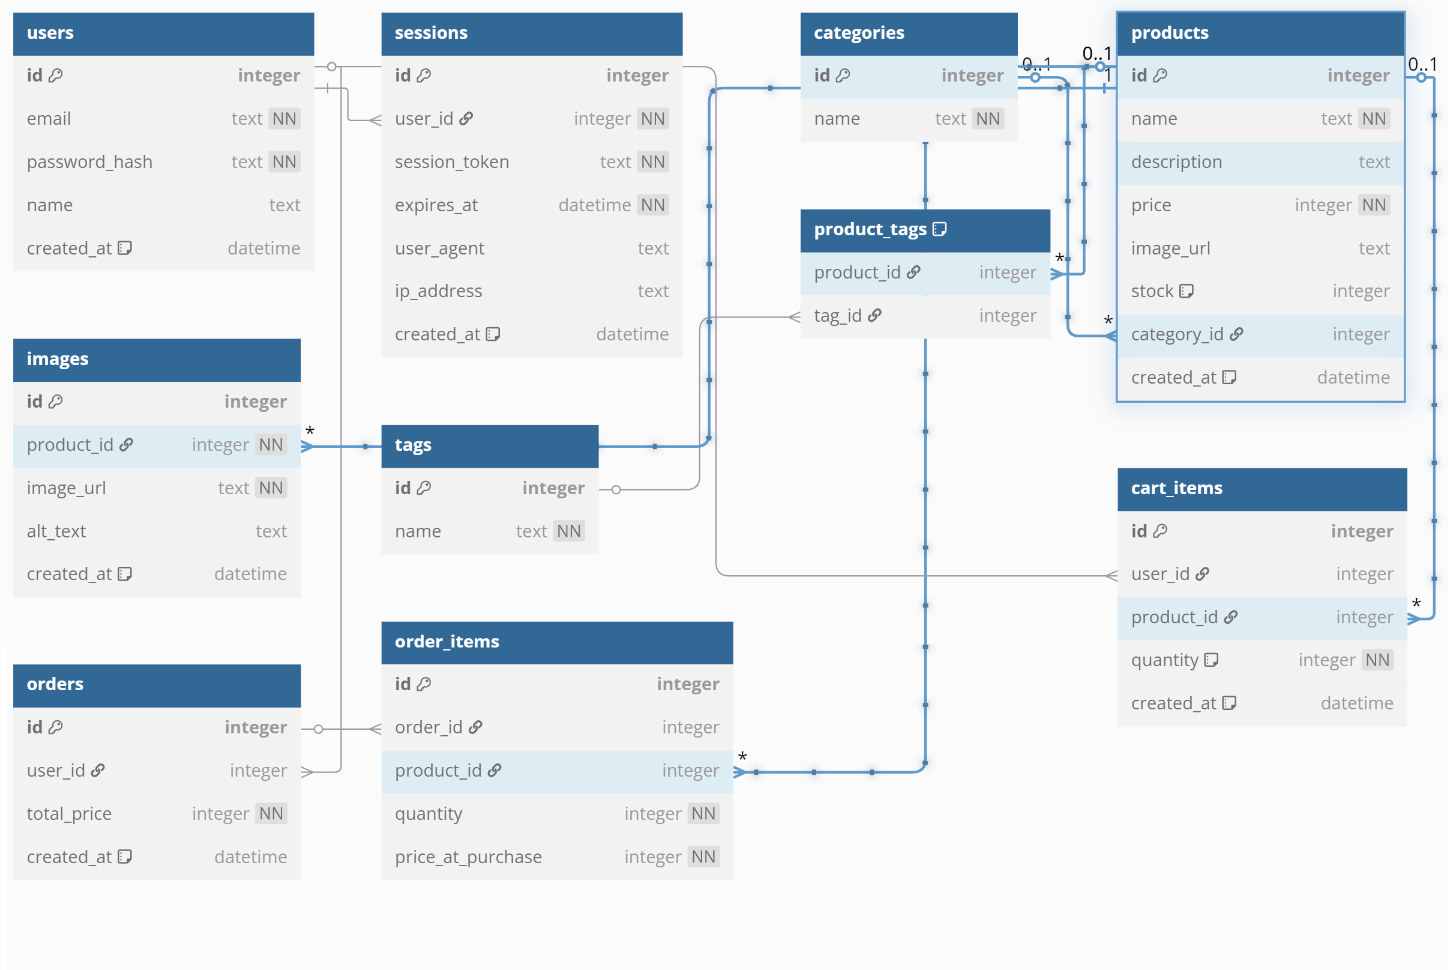 users
id integer
email text NN
password_hash text NN
name text
created_at datetime
sessions
id integer
user_id integer NN
session_token text NN
expires_at datetime NN
user_agent text
ip_address text
created_at datetime
categories
id integer
name text NN
0..1
0..1
1
products
id integer
name text NN
description text
price integer NN
image_url text
stock integer
category_id integer
created_at datetime
0..1
*
product_tags
product_id integer
tag_id integer
*
images
id integer
product_id integer NN
image_url text NN
alt_text text
created_at datetime
*
tags
id integer
name text NN
cart_items
id integer
user_id integer
product_id integer
quantity integer NN
created_at datetime
*
orders
id integer
user_id integer
total_price integer NN
created_at datetime
order_items
id integer
order_id integer
product_id integer
quantity integer NN
price_at_purchase integer NN
*